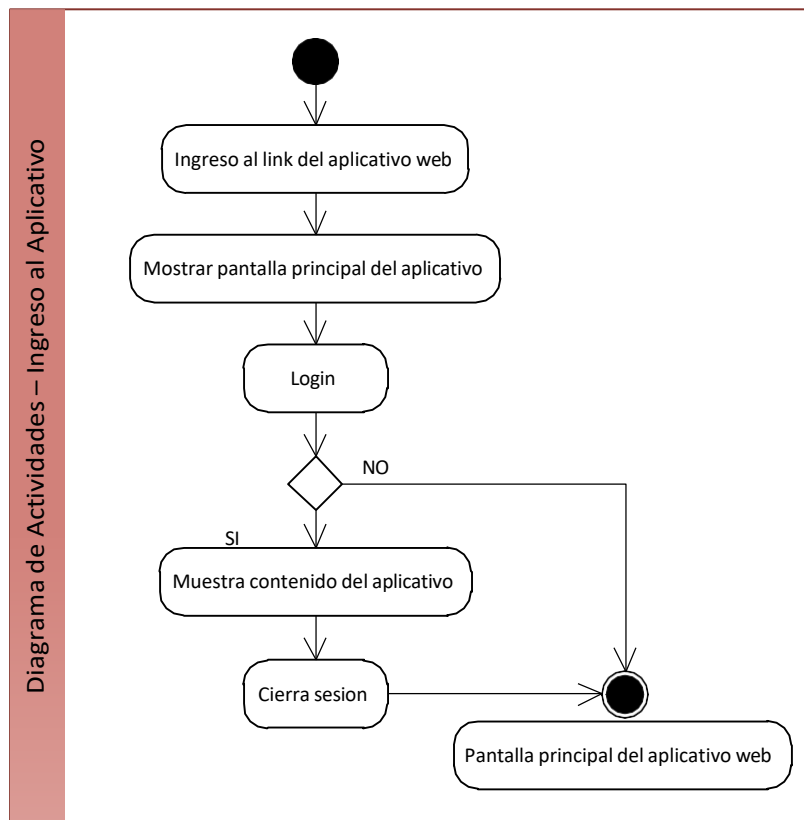 Diagrama de Actividades – Ingreso al Aplicativo
Ingreso al link del aplicativo web
Mostrar pantalla principal del aplicativo
Login
NO
SI
Muestra contenido del aplicativo
Cierra sesion
Pantalla principal del aplicativo web